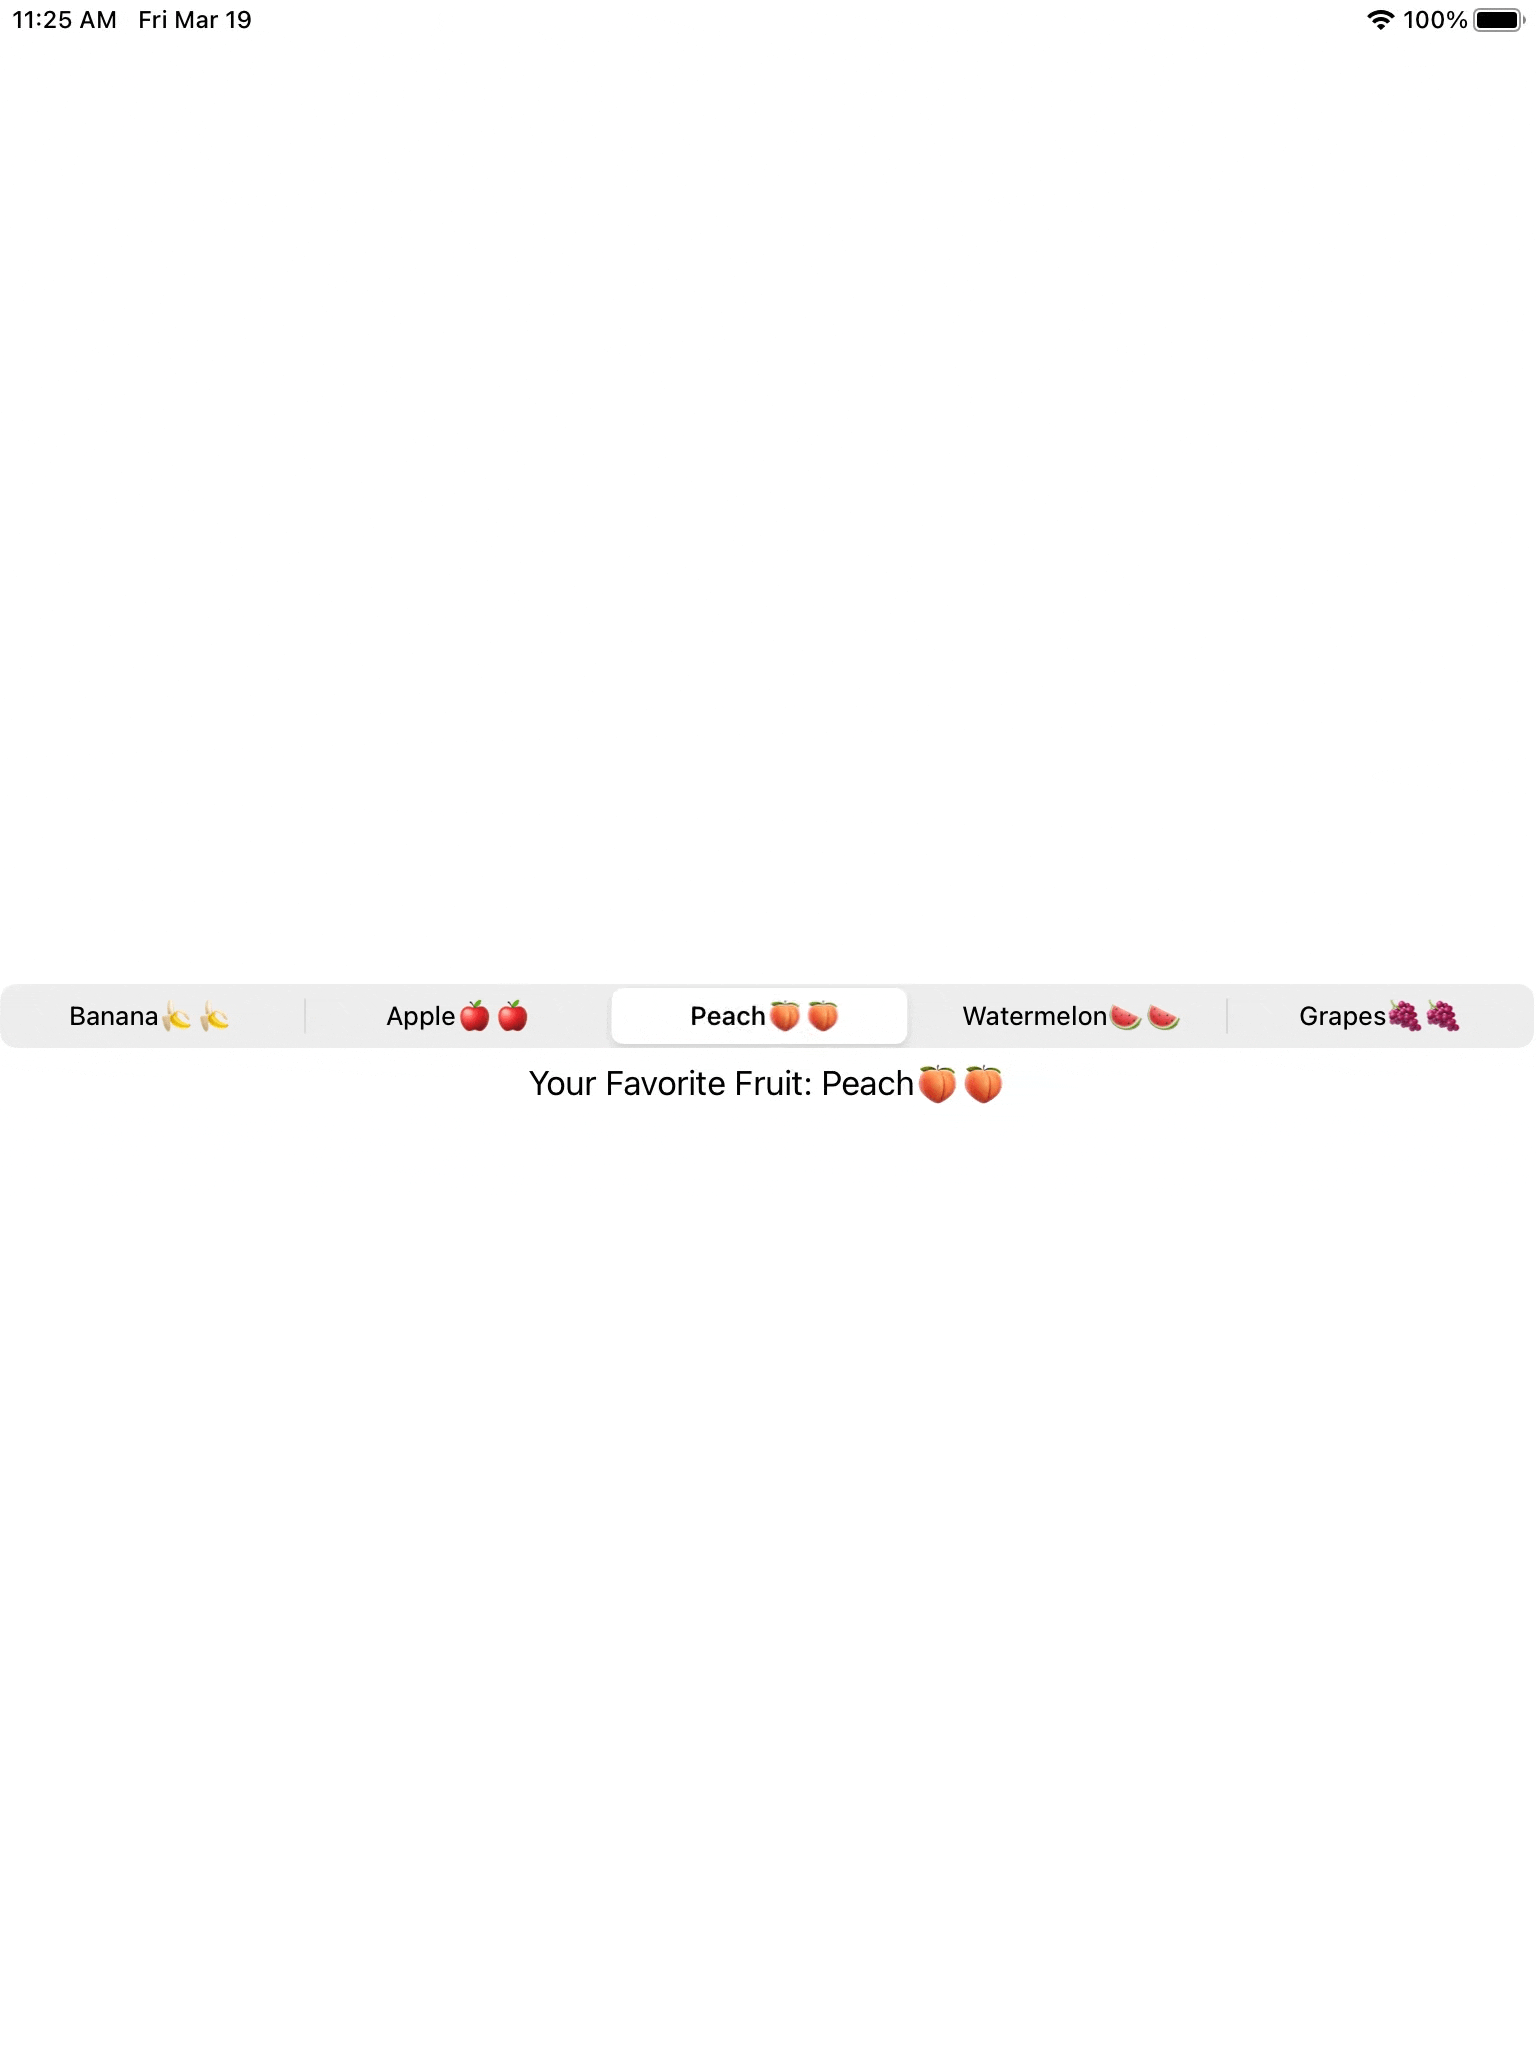 11:25 AM Fri Mar 19 100%
Banana🍌🍌 Apple🍎🍎 Peach🍑🍑 Watermelon🍉🍉 Grapes🍇🍇
Your Favorite Fruit: Peach🍑🍑